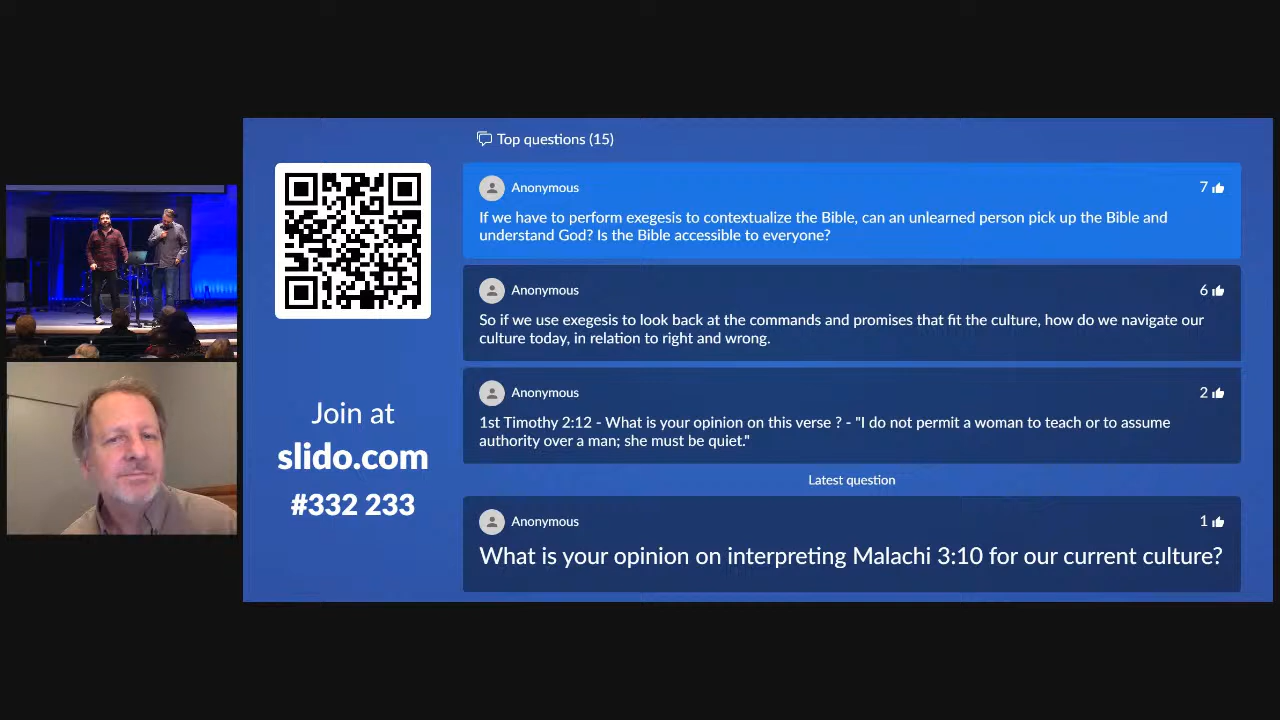 Top questions (15)
Anonymous
7
If we have to perform exegesis to contextualize the Bible, can an unlearned person pick up the Bible and
understand God? Is the Bible accessible to everyone?
Anonymous
6
So if we use exegesis to look back at the commands and promises that fit the culture, how do we navigate our
culture today, in relation to right and wrong.
Anonymous
2
1st Timothy 2:12 - What is your opinion on this verse ? - "I do not permit a woman to teach or to assume
authority over a man; she must be quiet."
Latest question
Anonymous
1
What is your opinion on interpreting Malachi 3:10 for our current culture?
Join at
slido.com
#332 233